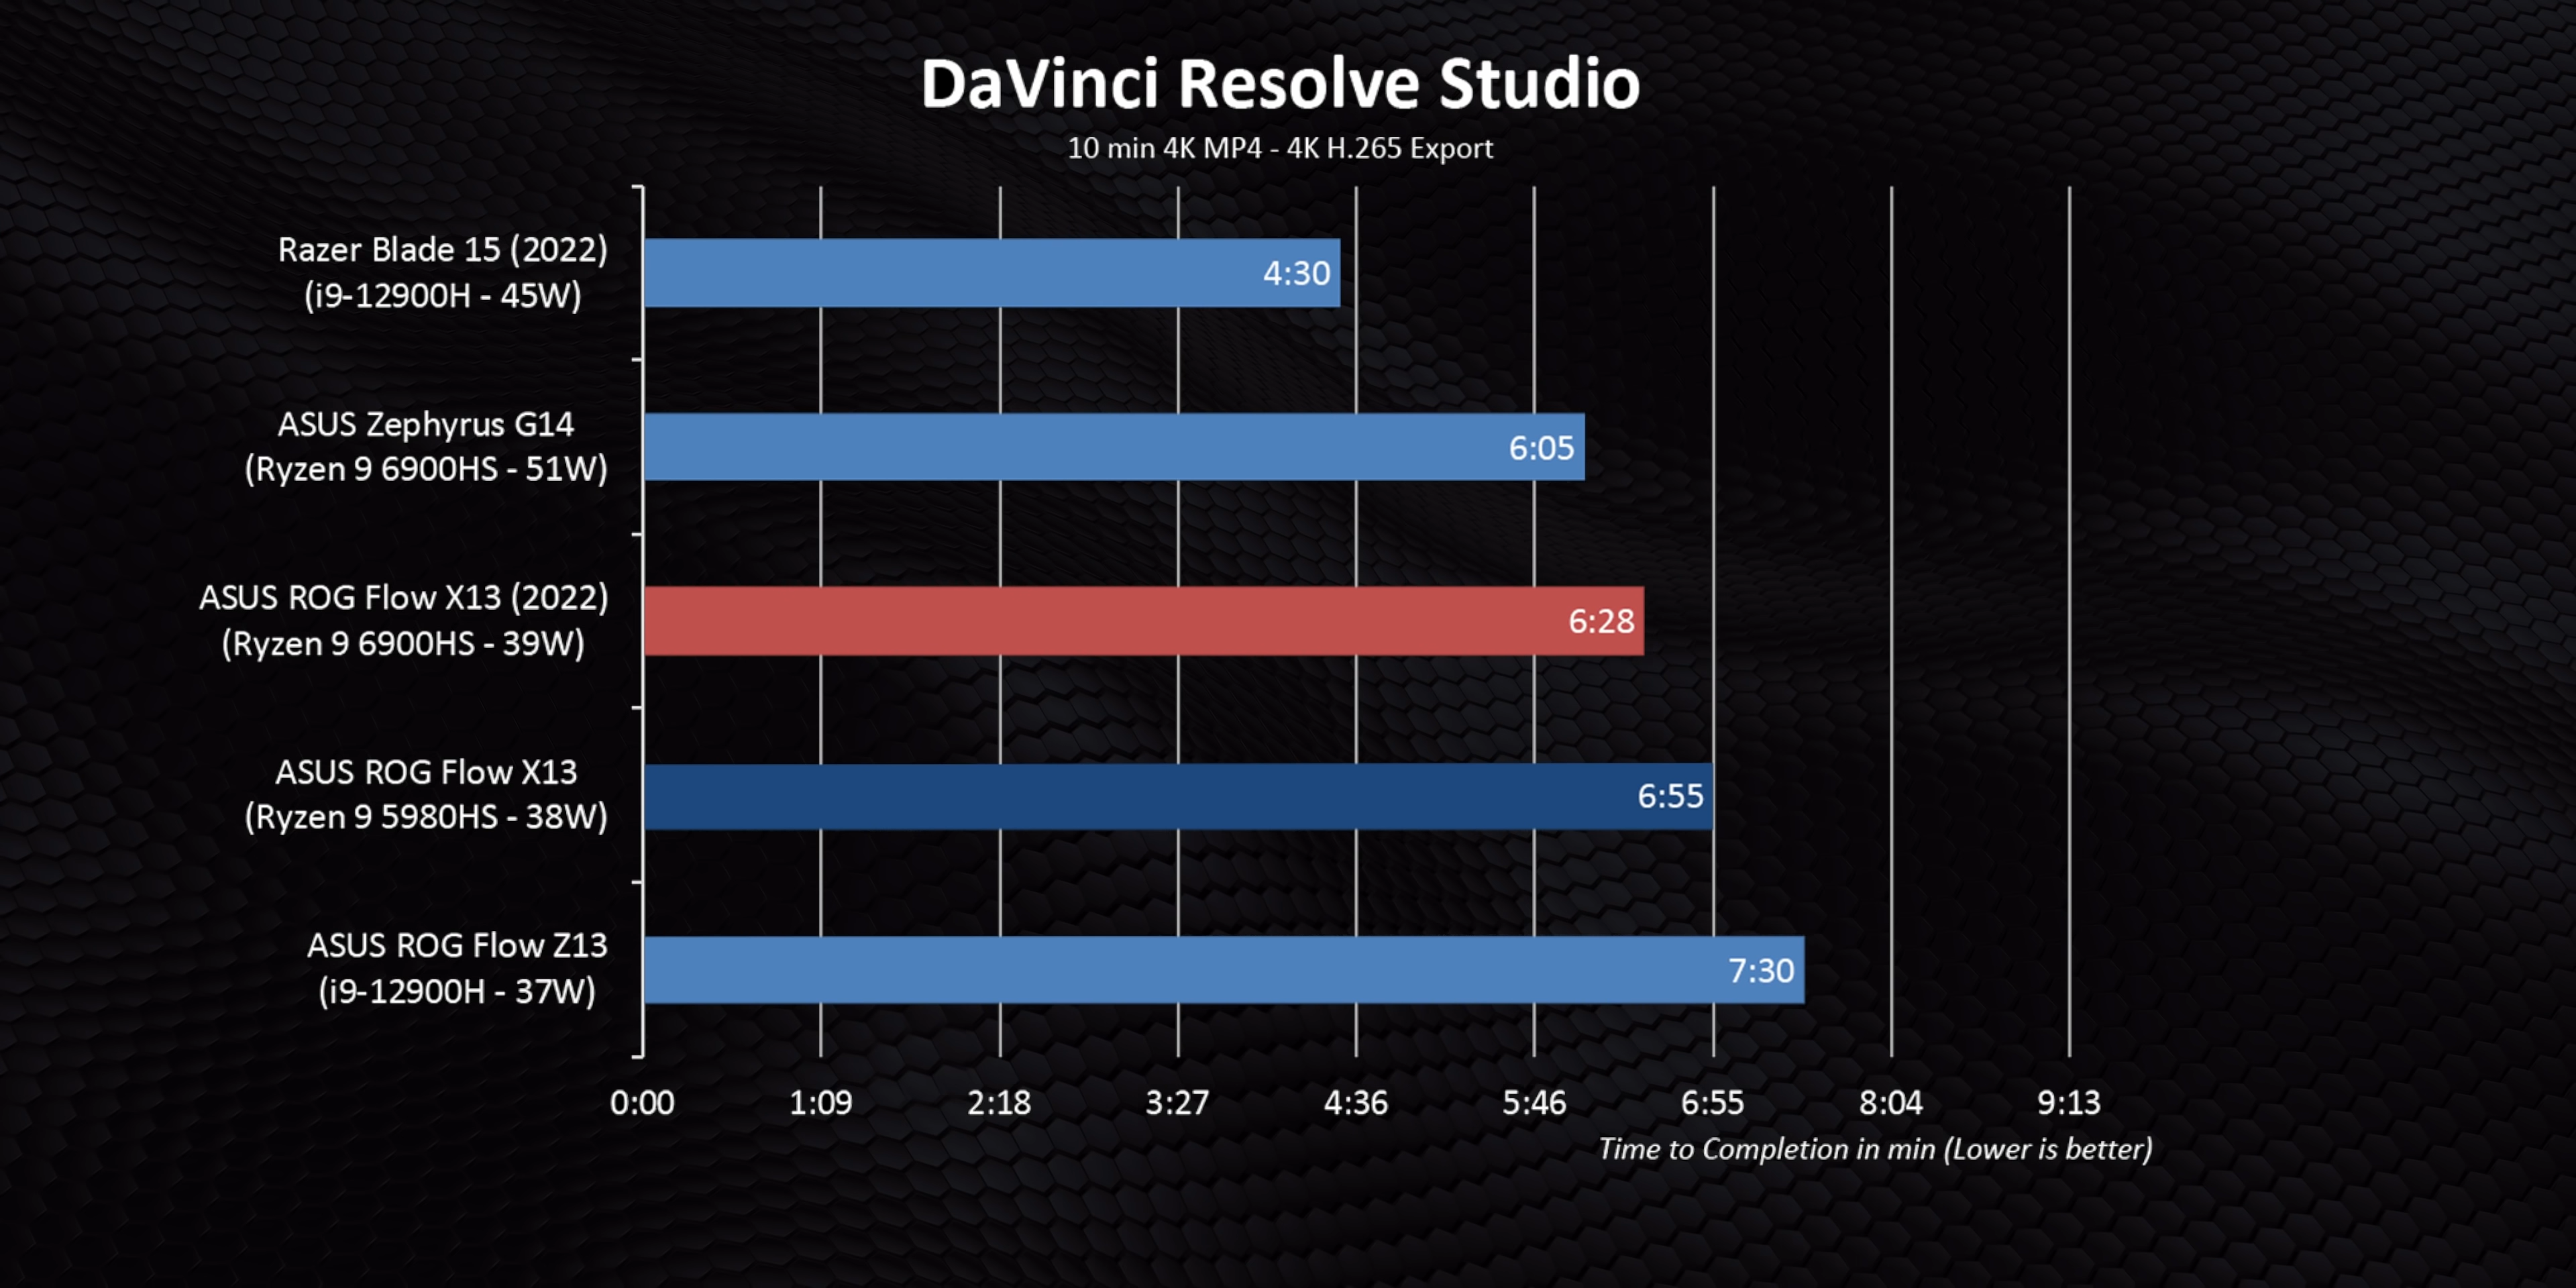 DaVinci Resolve Studio
10 min 4K MP4 - 4K H.265 Export
Razer Blade 15 (2022)
(i9-12900H - 45W)
4:30
ASUS Zephyrus G14
(Ryzen 9 6900HS - 51W)
6:05
ASUS ROG Flow X13 (2022)
(Ryzen 9 6900HS - 39W)
6:28
ASUS ROG Flow X13
(Ryzen 9 5980HS - 38W)
6:55
ASUS ROG Flow Z13
(i9-12900H - 37W)
7:30
0:00 1:09 2:18 3:27 4:36 5:46 6:55 8:04 9:13
Time to Completion in min (Lower is better)